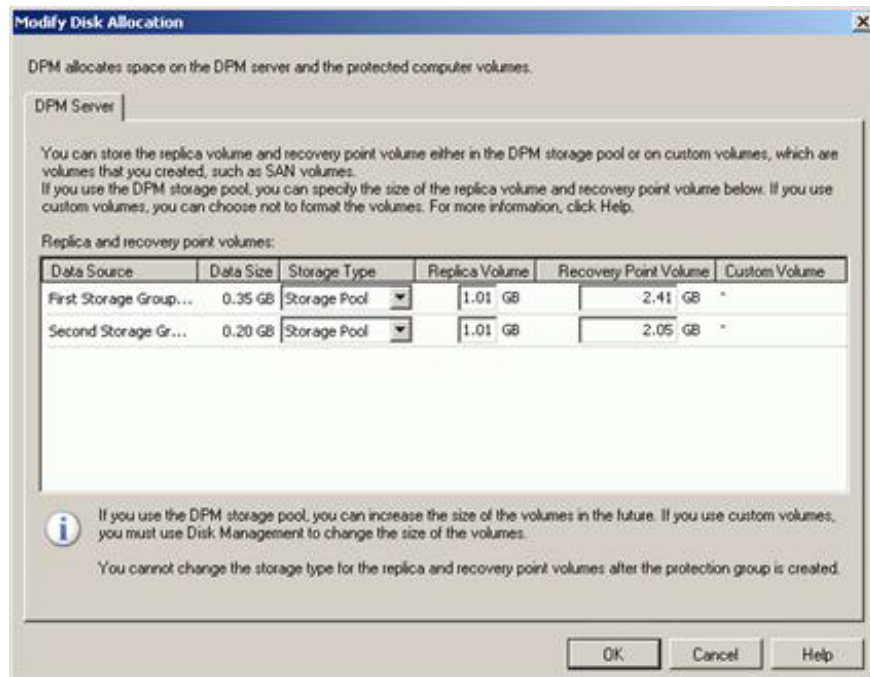 Modify Disk Allocation
DPM allocates space on the DPM server and the protected computer volumes.
DPM Server
You can store the replica volume and recovery point volume either in the DPM storage pool or on custom volumes, which are
volumes that you created, such as SAN volumes.
If you use the DPM storage pool, you can specify the size of the replica volume and recovery point volume below. If you use
custom volumes, you can choose not to format the volumes. For more information, click Help.
Replica and recovery point volumes:
Data Source Data Size Storage Type Replica Volume Recovery Point Volume Custom Volume
First Storage Group... 0.35 GB Storage Pool 1.01 GB 2.41 GB -
Second Storage Gr... 0.20 GB Storage Pool 1.01 GB 2.05 GB -
If you use the DPM storage pool, you can increase the size of the volumes in the future. If you use custom volumes,
you must use Disk Management to change the size of the volumes.
You cannot change the storage type for the replica and recovery point volumes after the protection group is created.
OK Cancel Help